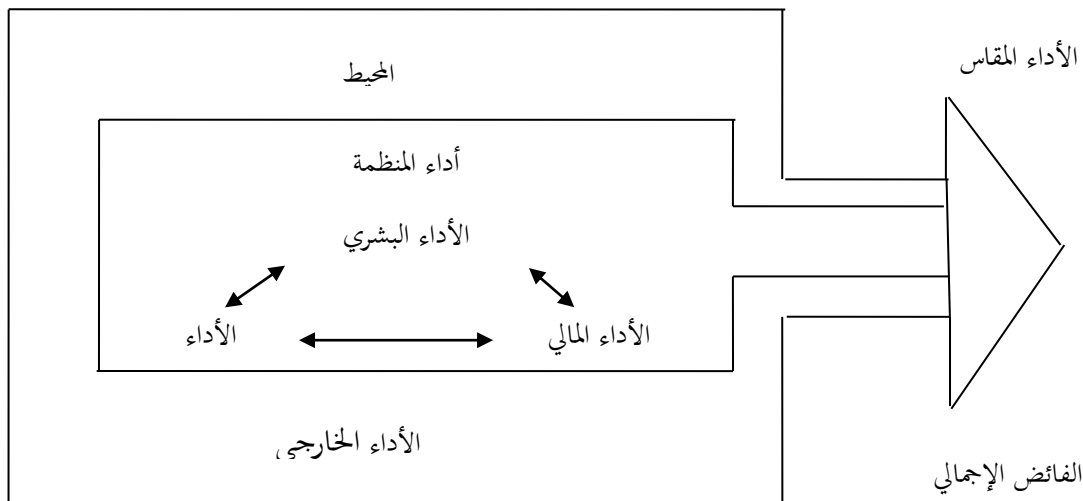 الأداء المقاس
المحيط
أداء المنظمة
الأداء البشري
الأداء المالي
الأداء
الأداء الخارجي
الفائض الإجمالي